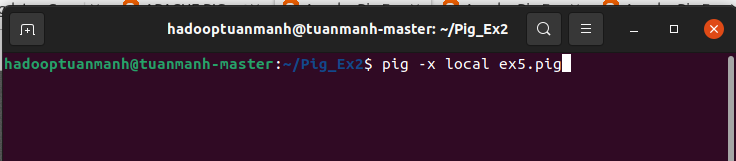 hadooptuanmanh@tuanmanh-master: ~/Pig_Ex2
hadooptuanmanh@tuanmanh-master:~/Pig_Ex2$ pig -x local ex5.pig